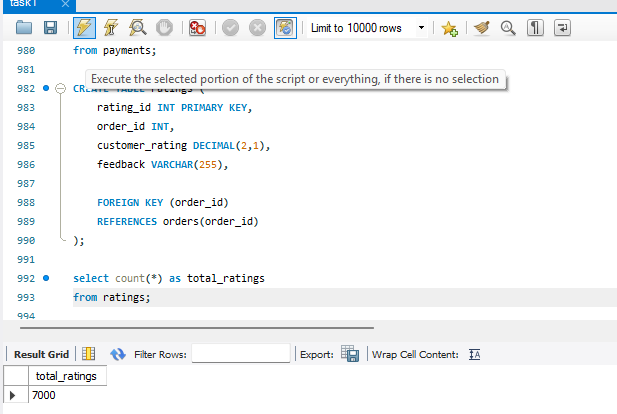 task1
Limit to 10000 rows
980 from payments;
981
Execute the selected portion of the script or everything, if there is no selection
982 CREATE TABLE ratings (
983 rating_id INT PRIMARY KEY,
984 order_id INT,
985 customer_rating DECIMAL(2,1),
986 feedback VARCHAR(255),
987
988 FOREIGN KEY (order_id)
989 REFERENCES orders(order_id)
990 );
991
992 select count(*) as total_ratings
993 from ratings;
994
Result Grid Filter Rows: Export: Wrap Cell Content:
total_ratings
7000